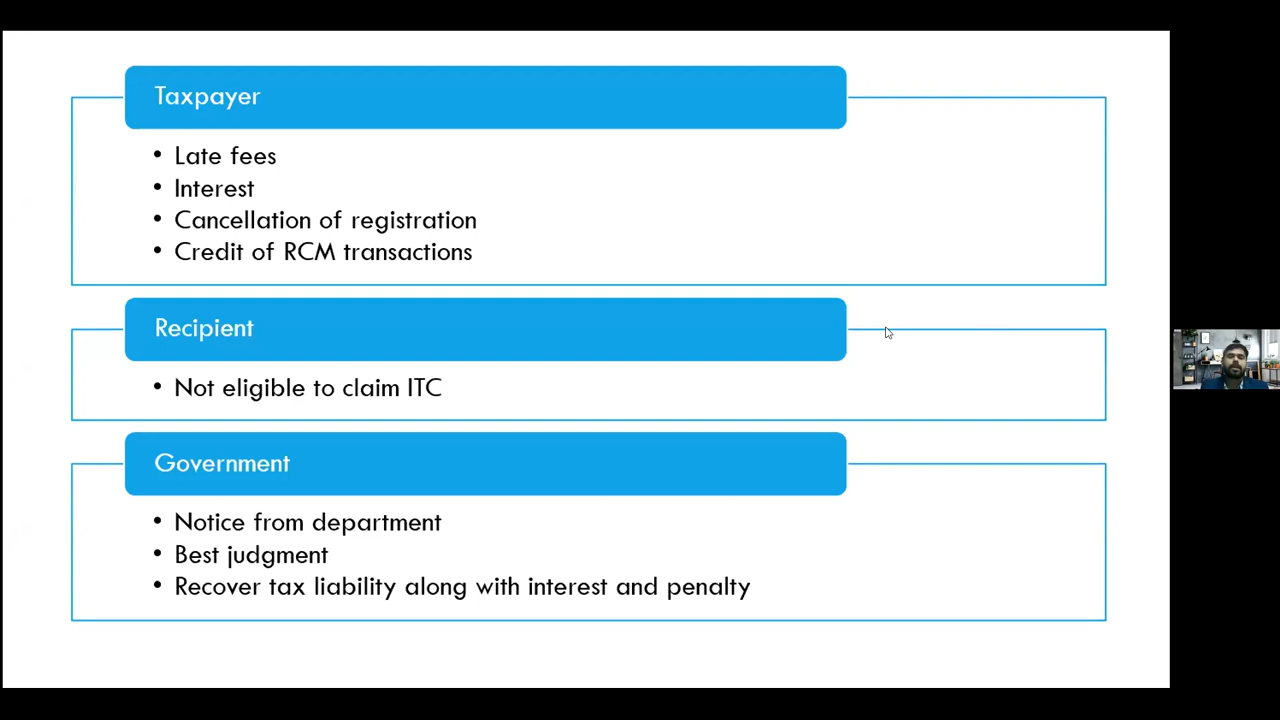 Taxpayer
• Late fees
• Interest
• Cancellation of registration
• Credit of RCM transactions
Recipient
• Not eligible to claim ITC
Government
• Notice from department
• Best judgment
• Recover tax liability along with interest and penalty